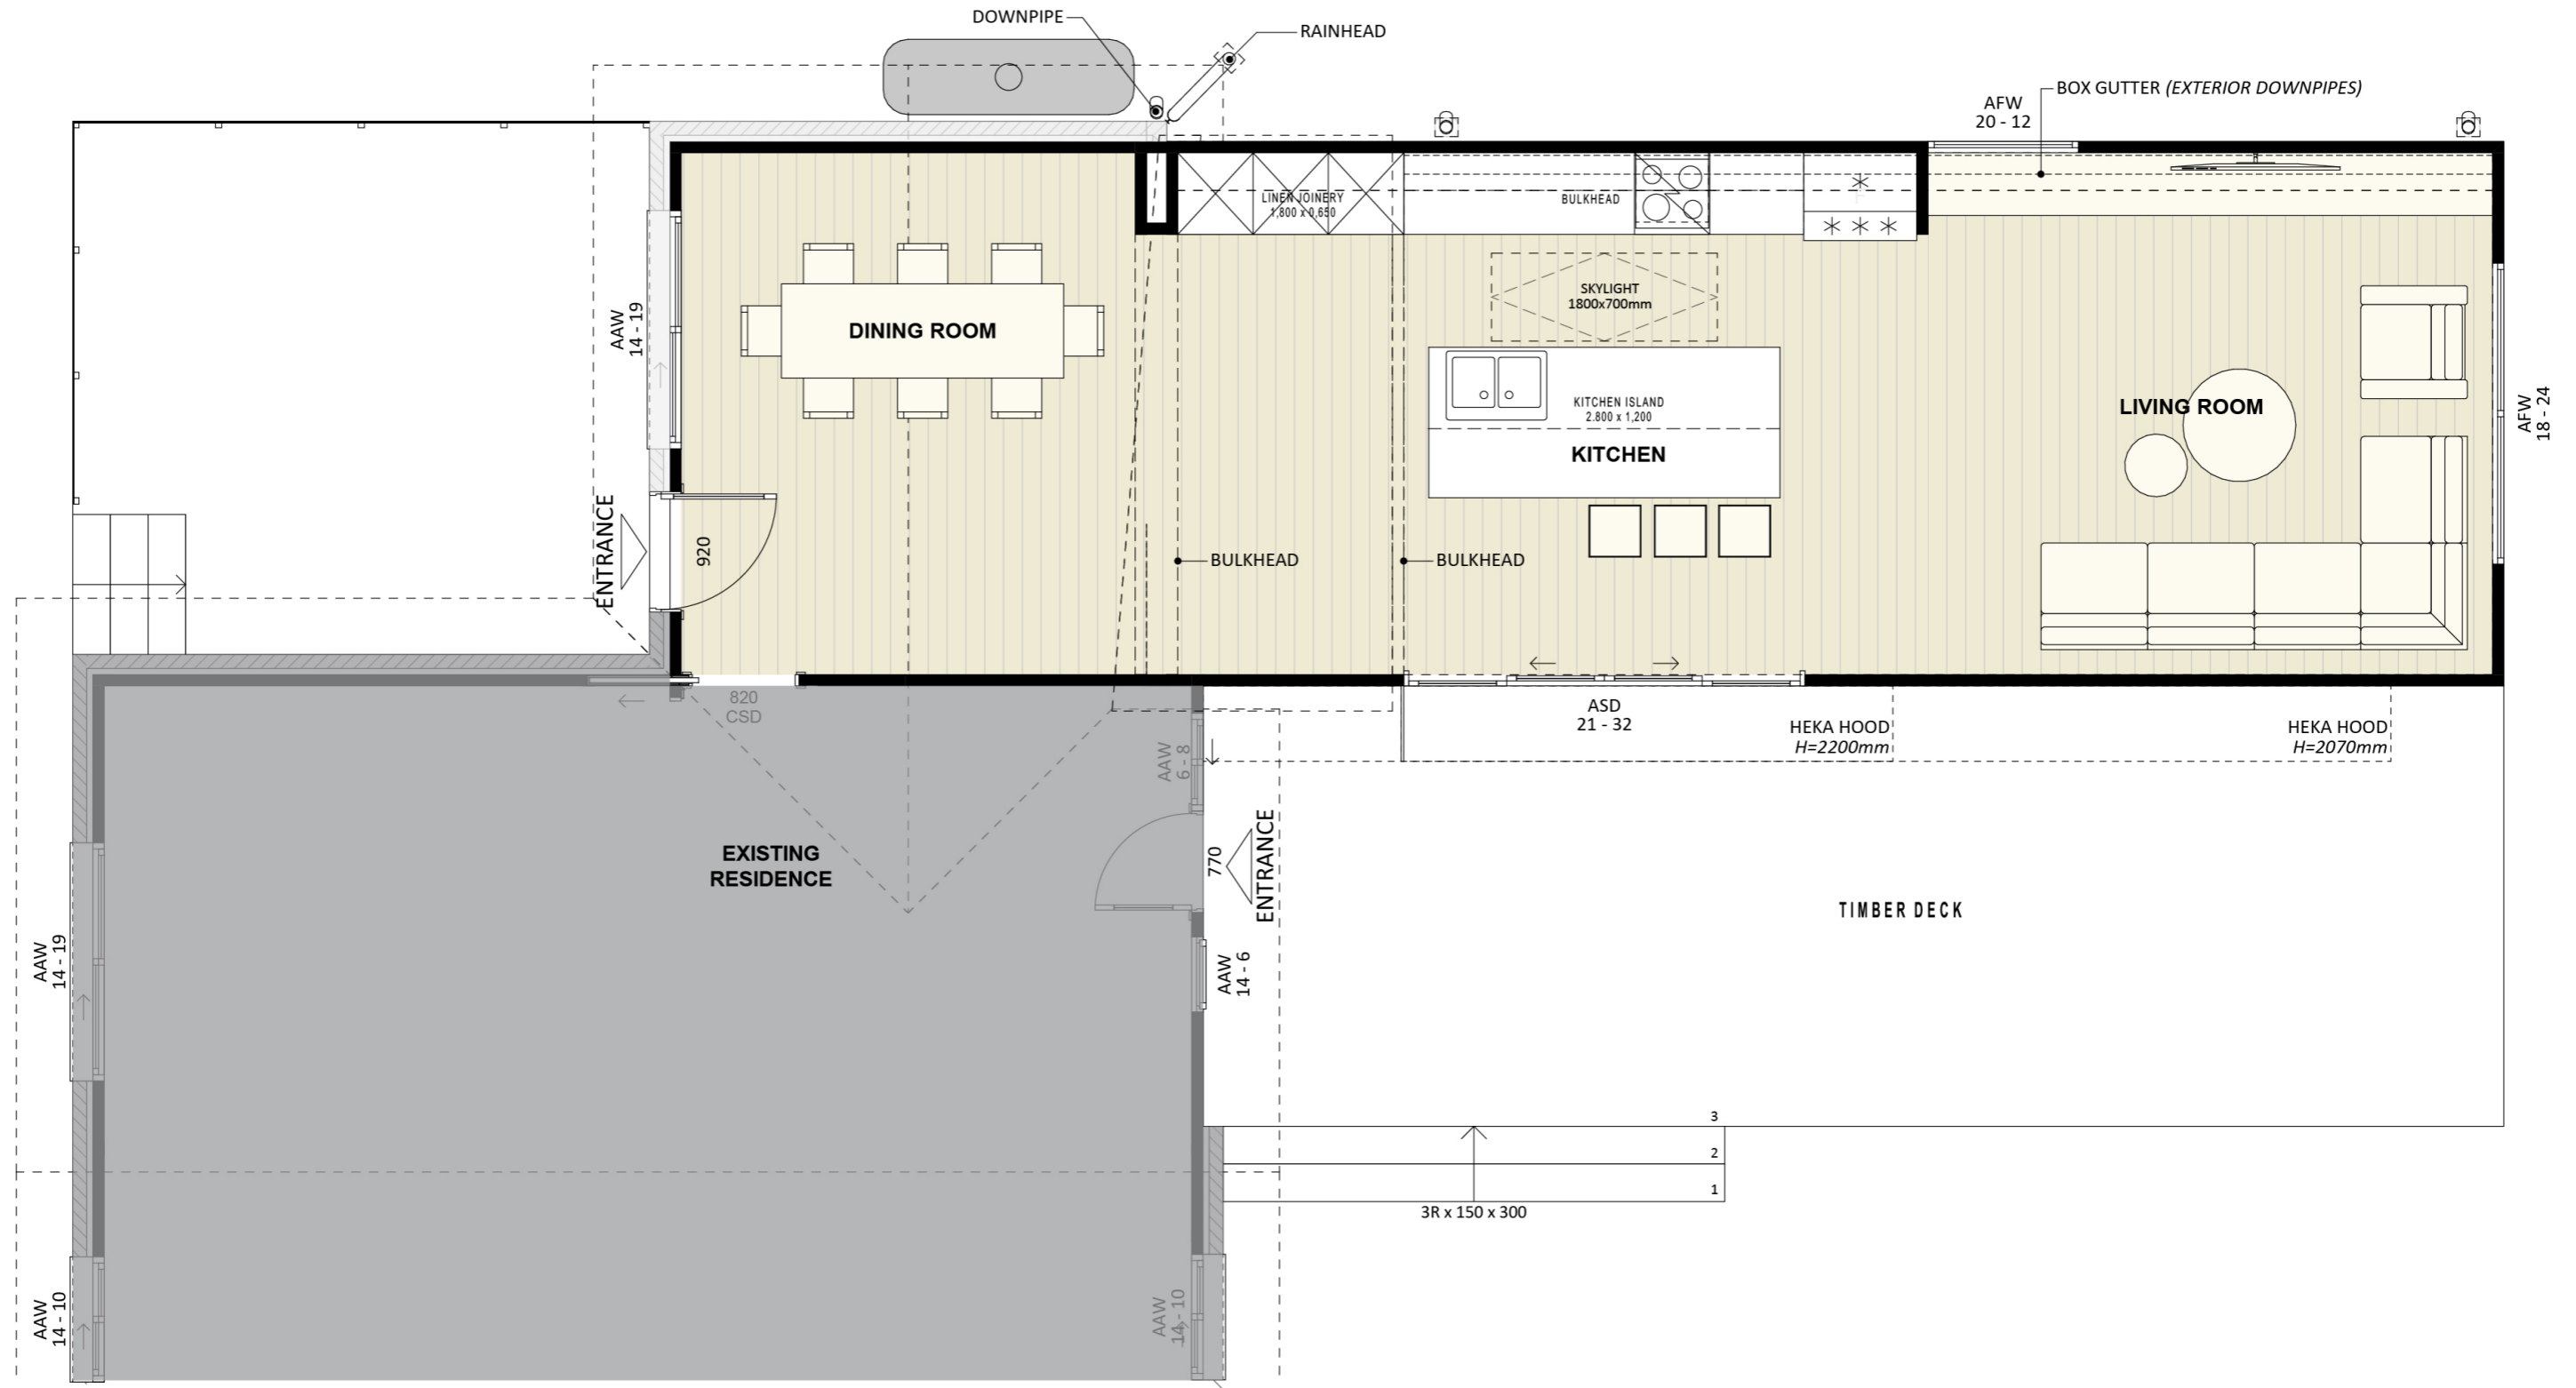 DOWNPIPE
RAINHEAD
BOX GUTTER (EXTERIOR DOWNPIPES)
AFW
20 - 12
LINEN JOINERY
1,800 x 0,650
BULKHEAD
SKYLIGHT
1800x700mm
AAW
14 - 19
DINING ROOM
KITCHEN ISLAND
2.800 x 1,200
KITCHEN
LIVING ROOM
AFW
18 - 24
ENTRANCE
920
BULKHEAD
BULKHEAD
820
CSD
ASD
21 - 32
HEKA HOOD
H=2200mm
HEKA HOOD
H=2070mm
AAW
6 - 8
EXISTING
RESIDENCE
770
ENTRANCE
TIMBER DECK
AAW
14 - 19
AAW
14 - 6
3
2
1
3R x 150 x 300
AAW
14 - 10
AAW
14 - 10